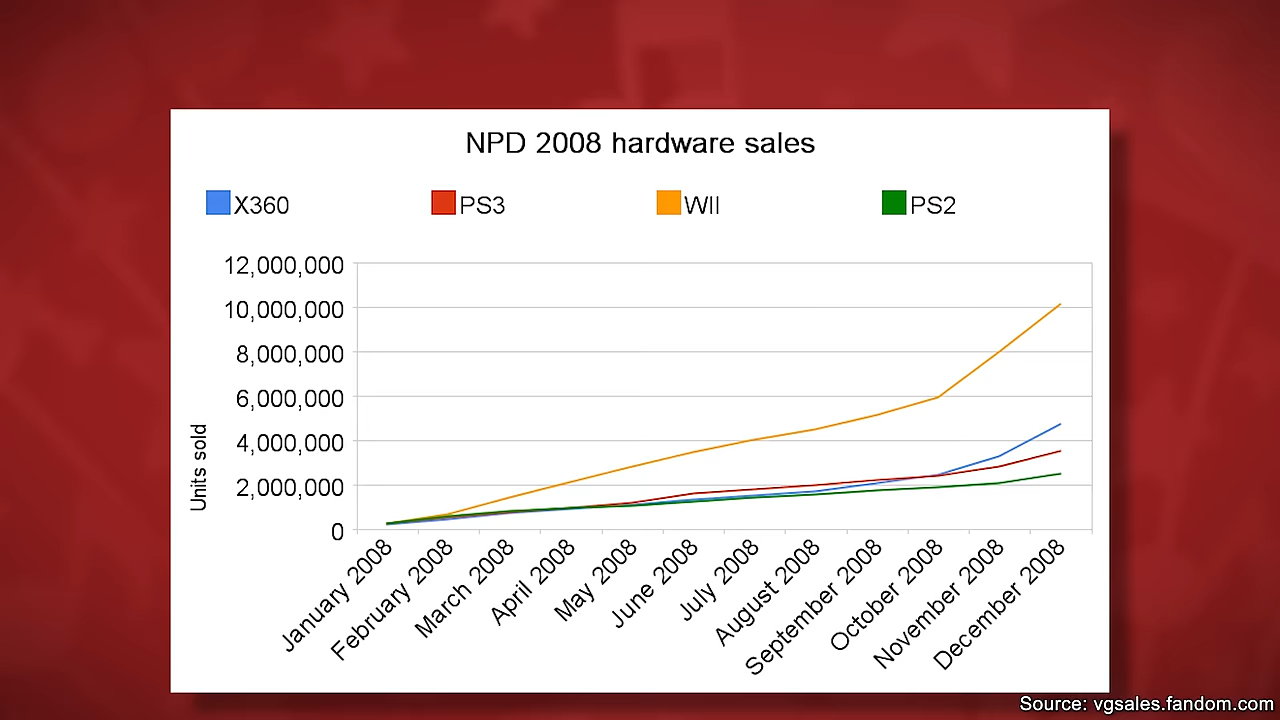 NPD 2008 hardware sales
X360 PS3 WII PS2
12,000,000
10,000,000
8,000,000
6,000,000
4,000,000
2,000,000
0
Units sold
January 2008
February 2008
March 2008
April 2008
May 2008
June 2008
July 2008
August 2008
September 2008
October 2008
November 2008
December 2008
Source: vgsales.fandom.com